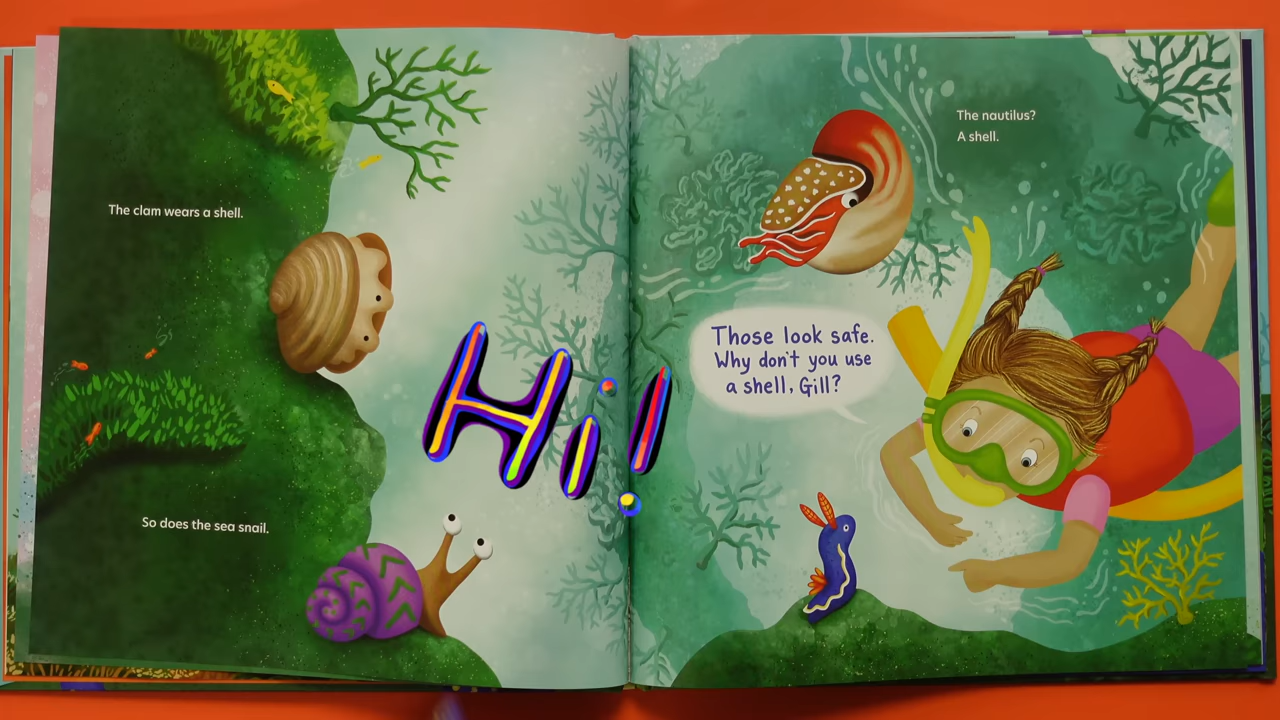 The clam wears a shell.
So does the sea snail.
Hi!
The nautilus?
A shell.
Those look safe.
Why don't you use
a shell, Gill?